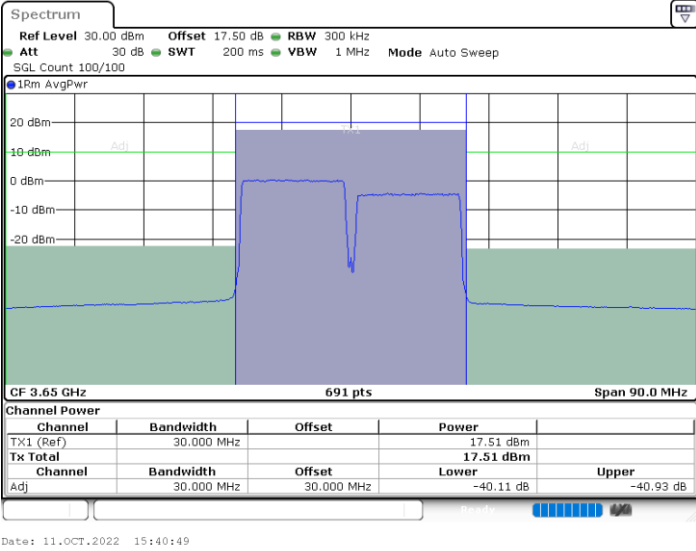 Spectrum
Ref Level 30.00 dBm Offset 17.50 dB RBW 300 kHz
Att 30 dB SWT 200 ms VBW 1 MHz Mode Auto Sweep
SGL Count 100/100
1Rm AvgPwr
TX1
20 dBm
Adj Adj
10 dBm
0 dBm
-10 dBm
-20 dBm
CF 3.65 GHz 691 pts Span 90.0 MHz
Channel Power
Channel Bandwidth Offset Power
TX1 (Ref) 30.000 MHz 17.51 dBm
Tx Total 17.51 dBm
Channel Bandwidth Offset Lower Upper
Adj 30.000 MHz 30.000 MHz -40.11 dB -40.93 dB
Ready
Date: 11.OCT.2022 15:40:49